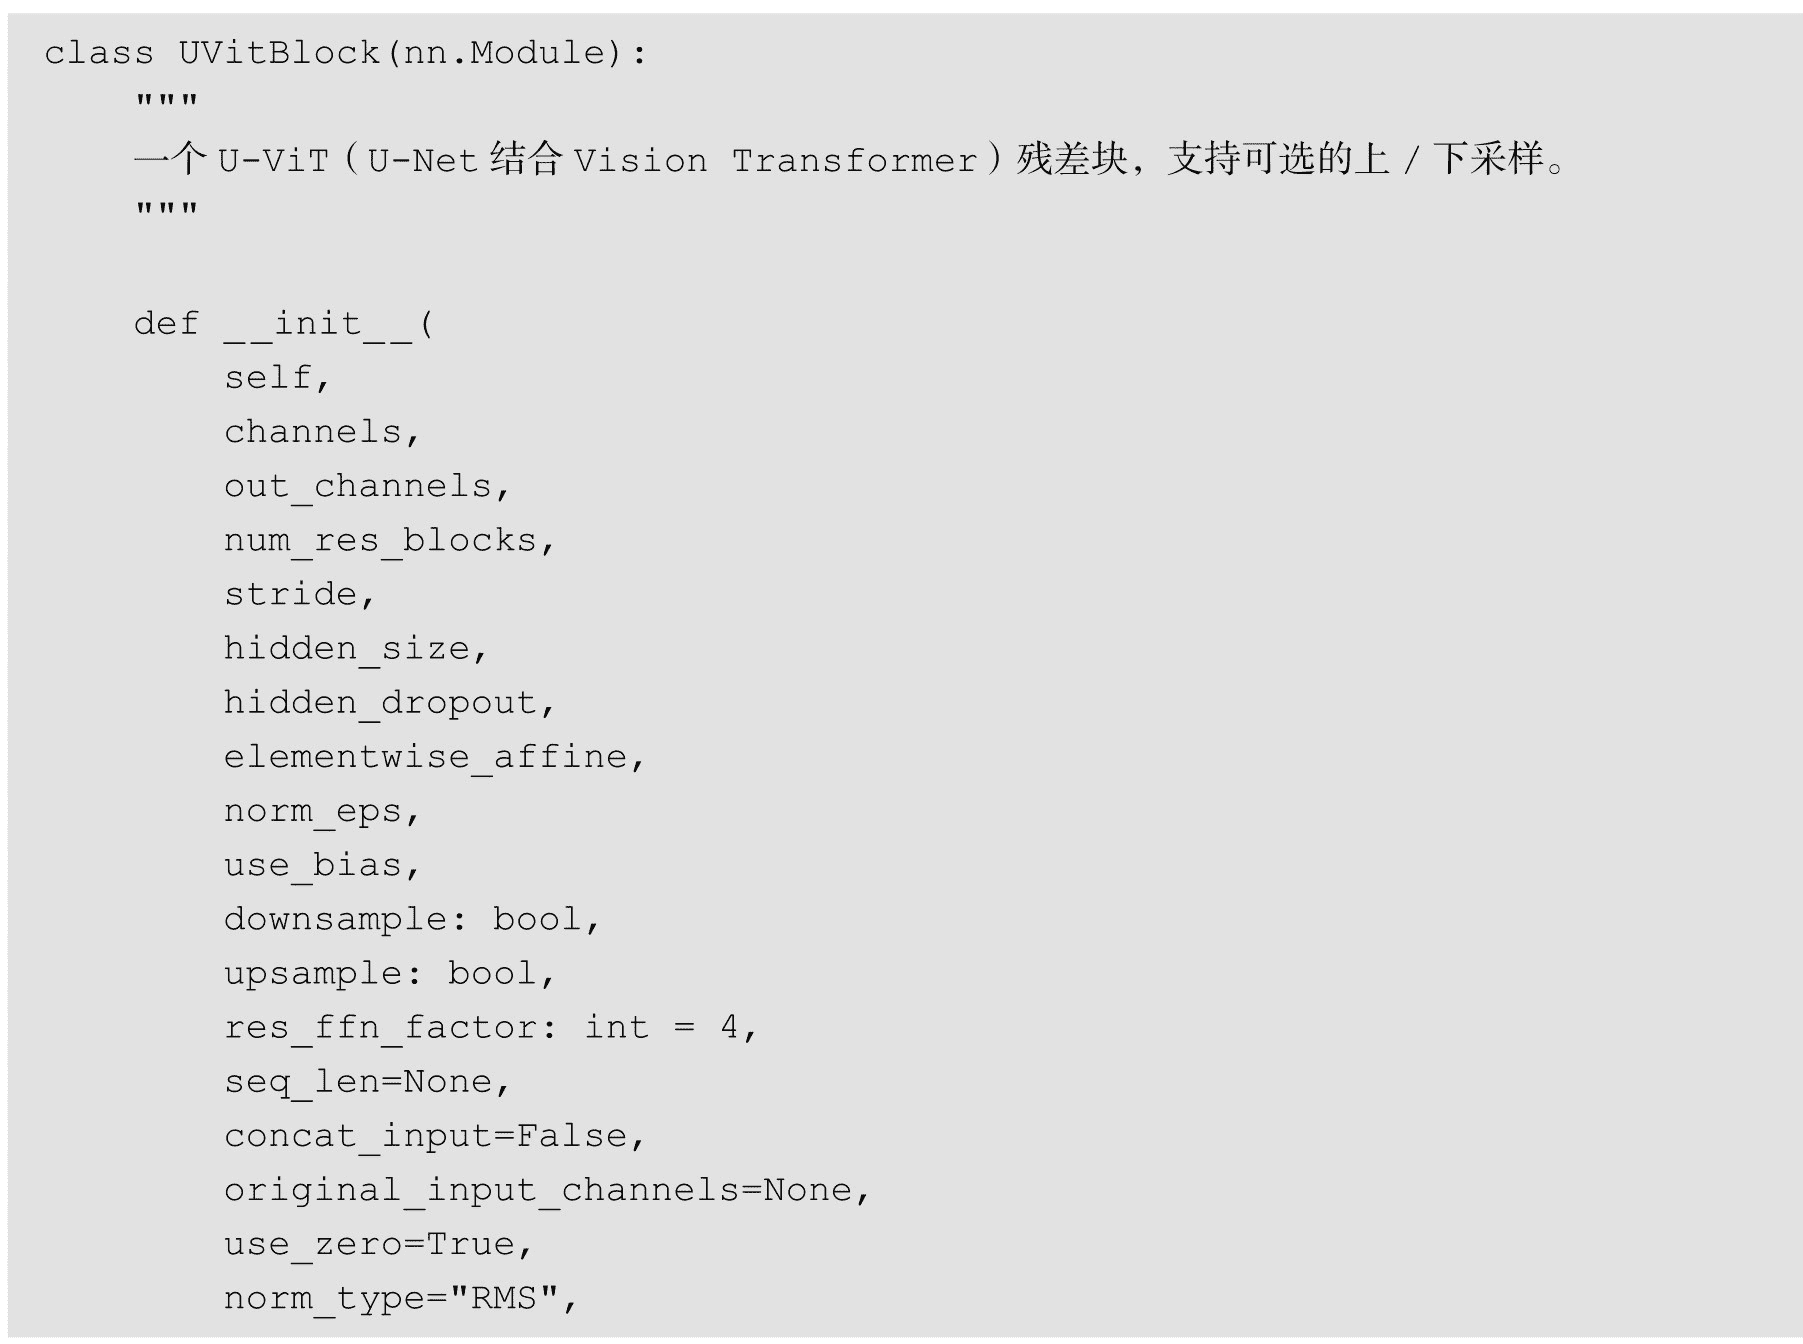 class UVitBlock(nn.Module):
    """
    一个 U-ViT（U-Net 结合 Vision Transformer）残差块，支持可选的上 / 下采样。
    """

    def __init__(
        self,
        channels,
        out_channels,
        num_res_blocks,
        stride,
        hidden_size,
        hidden_dropout,
        elementwise_affine,
        norm_eps,
        use_bias,
        downsample: bool,
        upsample: bool,
        res_ffn_factor: int = 4,
        seq_len=None,
        concat_input=False,
        original_input_channels=None,
        use_zero=True,
        norm_type="RMS",